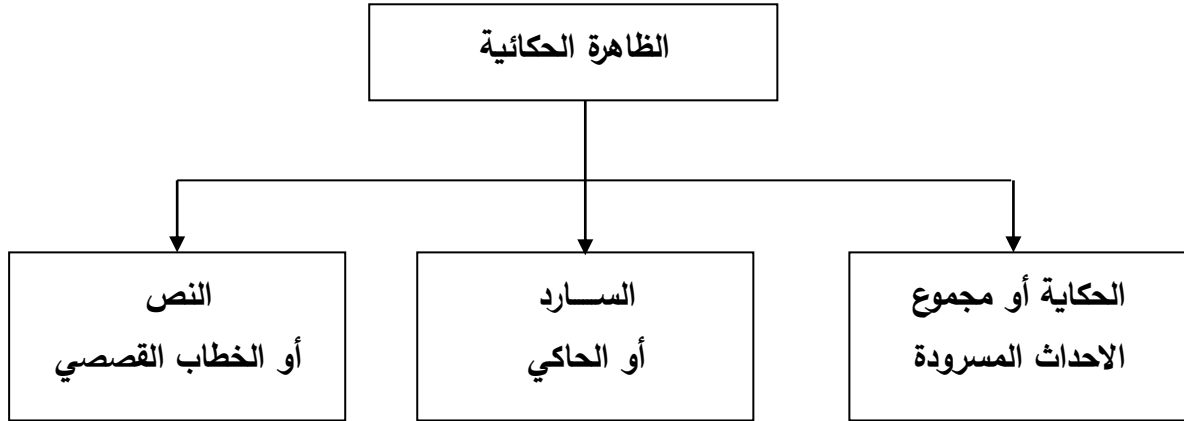 الظاهرة الحكائية
الحكاية أو مجموع
الاحداث المسرودة
الســـارد
أو الحاكي
النص
أو الخطاب القصصي